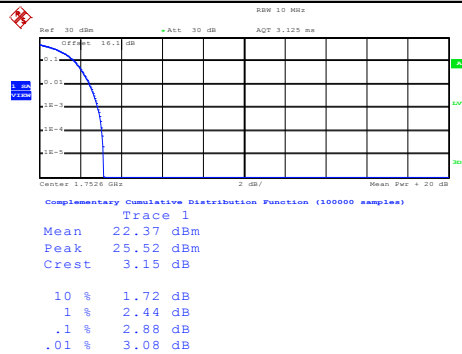 RBW 10 MHz
Ref 30 dBm Att 30 dB AQT 3.125 ms
Offset 16.1 dB
0.1
A
0.01
1 SA
VIEW
1E-3
LVL
1E-4
1E-5
3DB
Center 1.7526 GHz 2 dB/ Mean Pwr + 20 dB
Complementary Cumulative Distribution Function (100000 samples)
Trace 1
Mean 22.37 dBm
Peak 25.52 dBm
Crest 3.15 dB
10 % 1.72 dB
1 % 2.44 dB
.1 % 2.88 dB
.01 % 3.08 dB